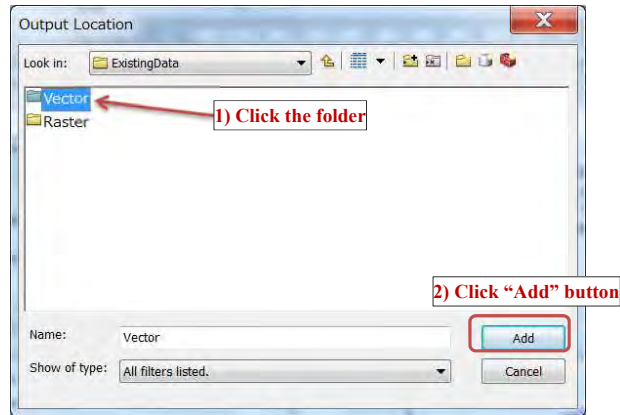 Output Location
Look in: ExistingData
Vector
1) Click the folder
Raster
2) Click “Add” button
Name: Vector Add
Show of type: All filters listed. Cancel